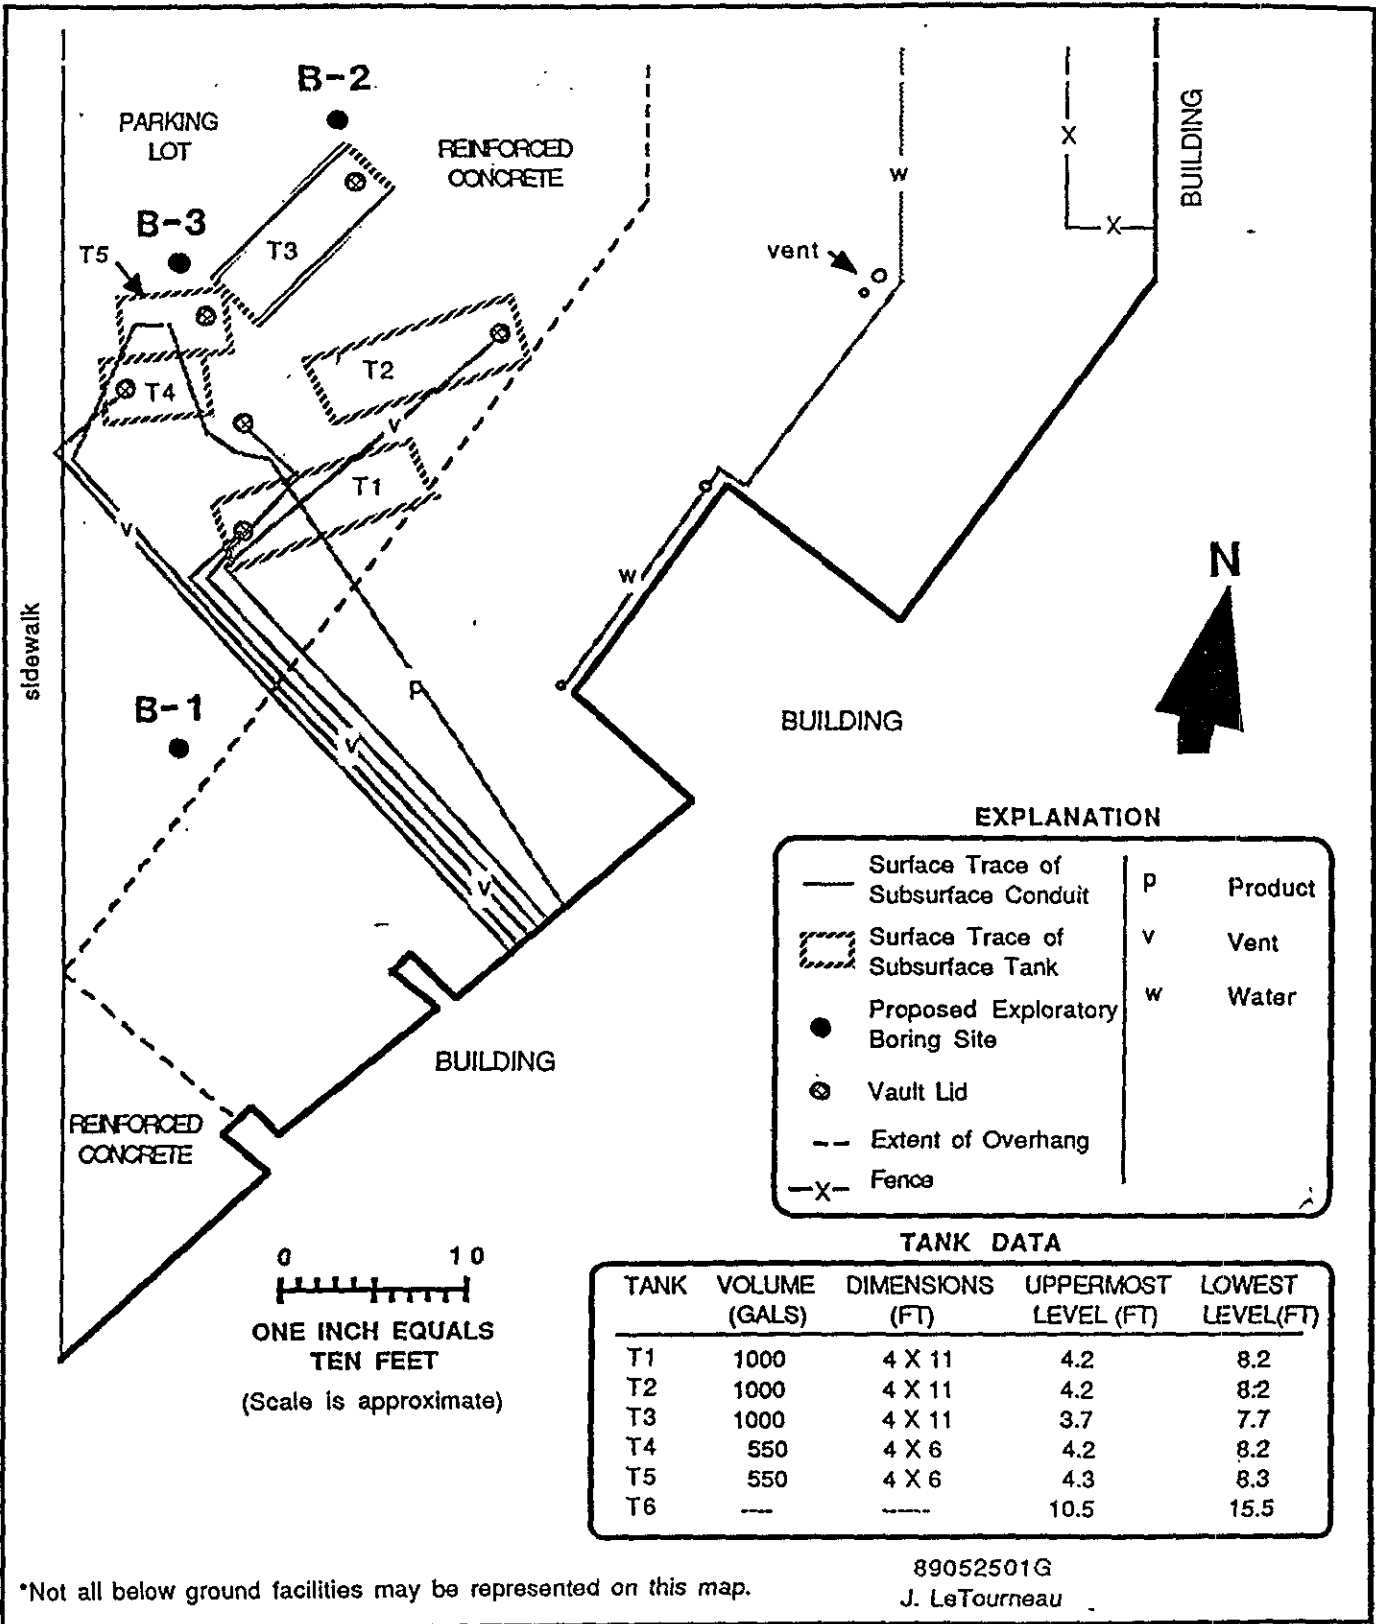 B-2
PARKING
LOT
REINFORCED
CONCRETE
B-3
T5
T3
T2
T4
T1
v
v
v
v
p
w
w
vent
X
X
BUILDING
N
sidewalk
B-1
BUILDING
BUILDING
REINFORCED
CONCRETE
EXPLANATION
Surface Trace of
Subsurface Conduit
Surface Trace of
Subsurface Tank
Proposed Exploratory
Boring Site
Vault Lid
Extent of Overhang
X Fence
p Product
v Vent
w Water
0 10
ONE INCH EQUALS
TEN FEET
(Scale is approximate)
TANK DATA
TANK VOLUME DIMENSIONS UPPERMOST LOWEST
(GALS) (FT) LEVEL (FT) LEVEL(FT)
T1 1000 4 X 11 4.2 8.2
T2 1000 4 X 11 4.2 8.2
T3 1000 4 X 11 3.7 7.7
T4 550 4 X 6 4.2 8.2
T5 550 4 X 6 4.3 8.3
T6 ---- ----- 10.5 15.5
89052501G
J. LeTourneau
*Not all below ground facilities may be represented on this map.